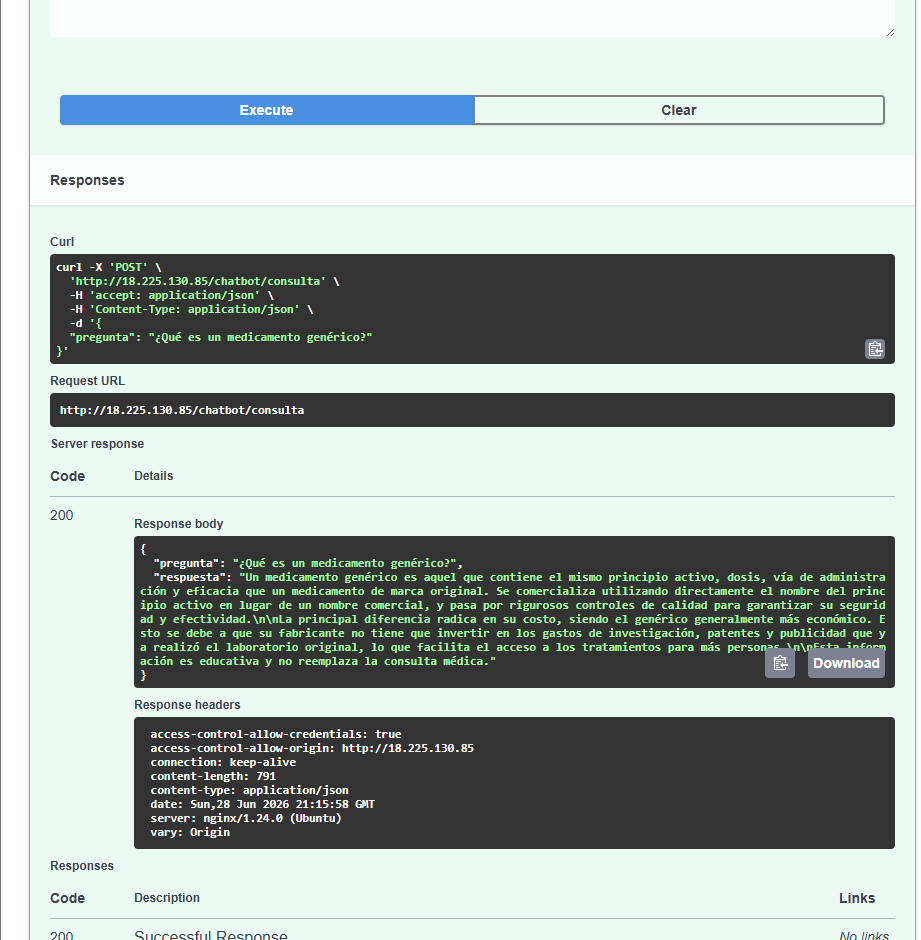 Execute
Clear
Responses
Curl
curl -X 'POST' \
'http://18.225.130.85/chatbot/consulta' \
-H 'accept: application/json' \
-H 'Content-Type: application/json' \
-d '{
"pregunta": "¿Qué es un medicamento genérico?"
}'
Request URL
http://18.225.130.85/chatbot/consulta
Server response
Code Details
200
Response body
{
"pregunta": "¿Qué es un medicamento genérico?",
"respuesta": "Un medicamento genérico es aquel que contiene el mismo principio activo, dosis, vía de administra
ción y eficacia que un medicamento de marca original. Se comercializa utilizando directamente el nombre del princ
ipio activo en lugar de un nombre comercial, y pasa por rigurosos controles de calidad para garantizar su segurid
ad y efectividad.\n\nLa principal diferencia radica en su costo, siendo el genérico generalmente más económico. E
sto se debe a que su fabricante no tiene que invertir en los gastos de investigación, patentes y publicidad que y
a realizó el laboratorio original, lo que facilita el acceso a los tratamientos para más personas.\n\nEsta inform
ación es educativa y no reemplaza la consulta médica."
}
Download
Response headers
access-control-allow-credentials: true
access-control-allow-origin: http://18.225.130.85
connection: keep-alive
content-length: 791
content-type: application/json
date: Sun,28 Jun 2026 21:15:58 GMT
server: nginx/1.24.0 (Ubuntu)
vary: Origin
Responses
Code Description Links
200 Successful Response No links